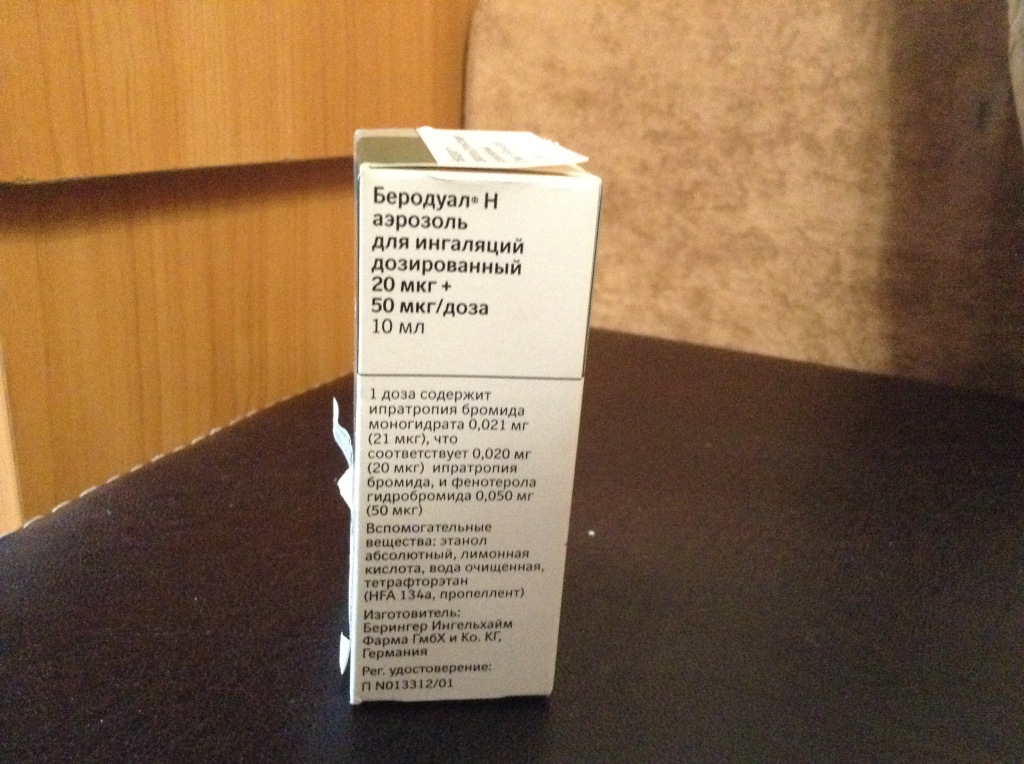 Беродуал® Н
аэрозоль
для ингаляций
дозированный
20 мкг +
50 мкг/доза
10 мл
1 доза содержит
ипратропия бромида
моногидрата 0,021 мг
(21 мкг), что
соответствует 0,020 мг
(20 мкг) ипратропия
бромида, и фенотерола
гидробромида 0,050 мг
(50 мкг)
Вспомогательные
вещества: этанол
абсолютный, лимонная
кислота, вода очищенная,
тетрафторэтан
(HFA 134a, пропеллент)
Изготовитель:
Берингер Ингельхайм
Фарма ГмбХ и Ко. КГ,
Германия
Рег. удостоверение:
П N013312/01